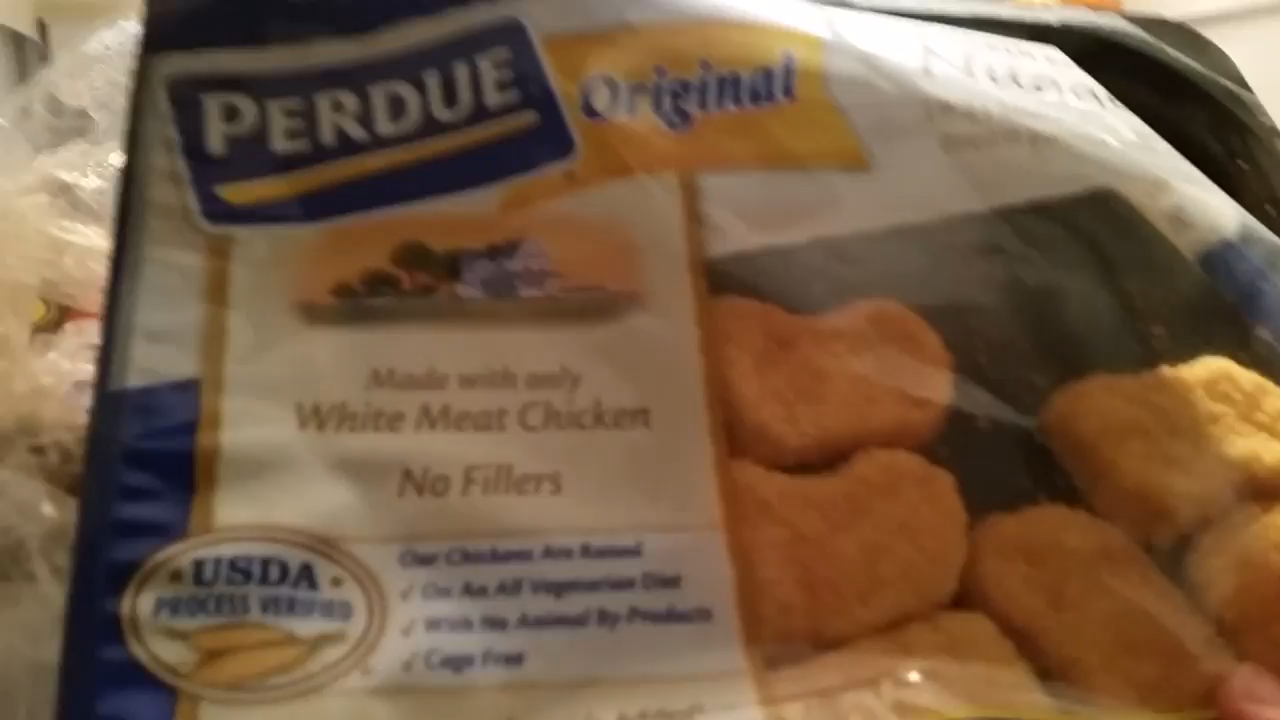 PERDUE
Original
Made with only
White Meat Chicken
No Fillers
USDA
PROCESS VERIFIED
Our Chickens Are Raised
✓ On An All Vegetarian Diet
✓ With No Animal By-Products
✓ Cage Free